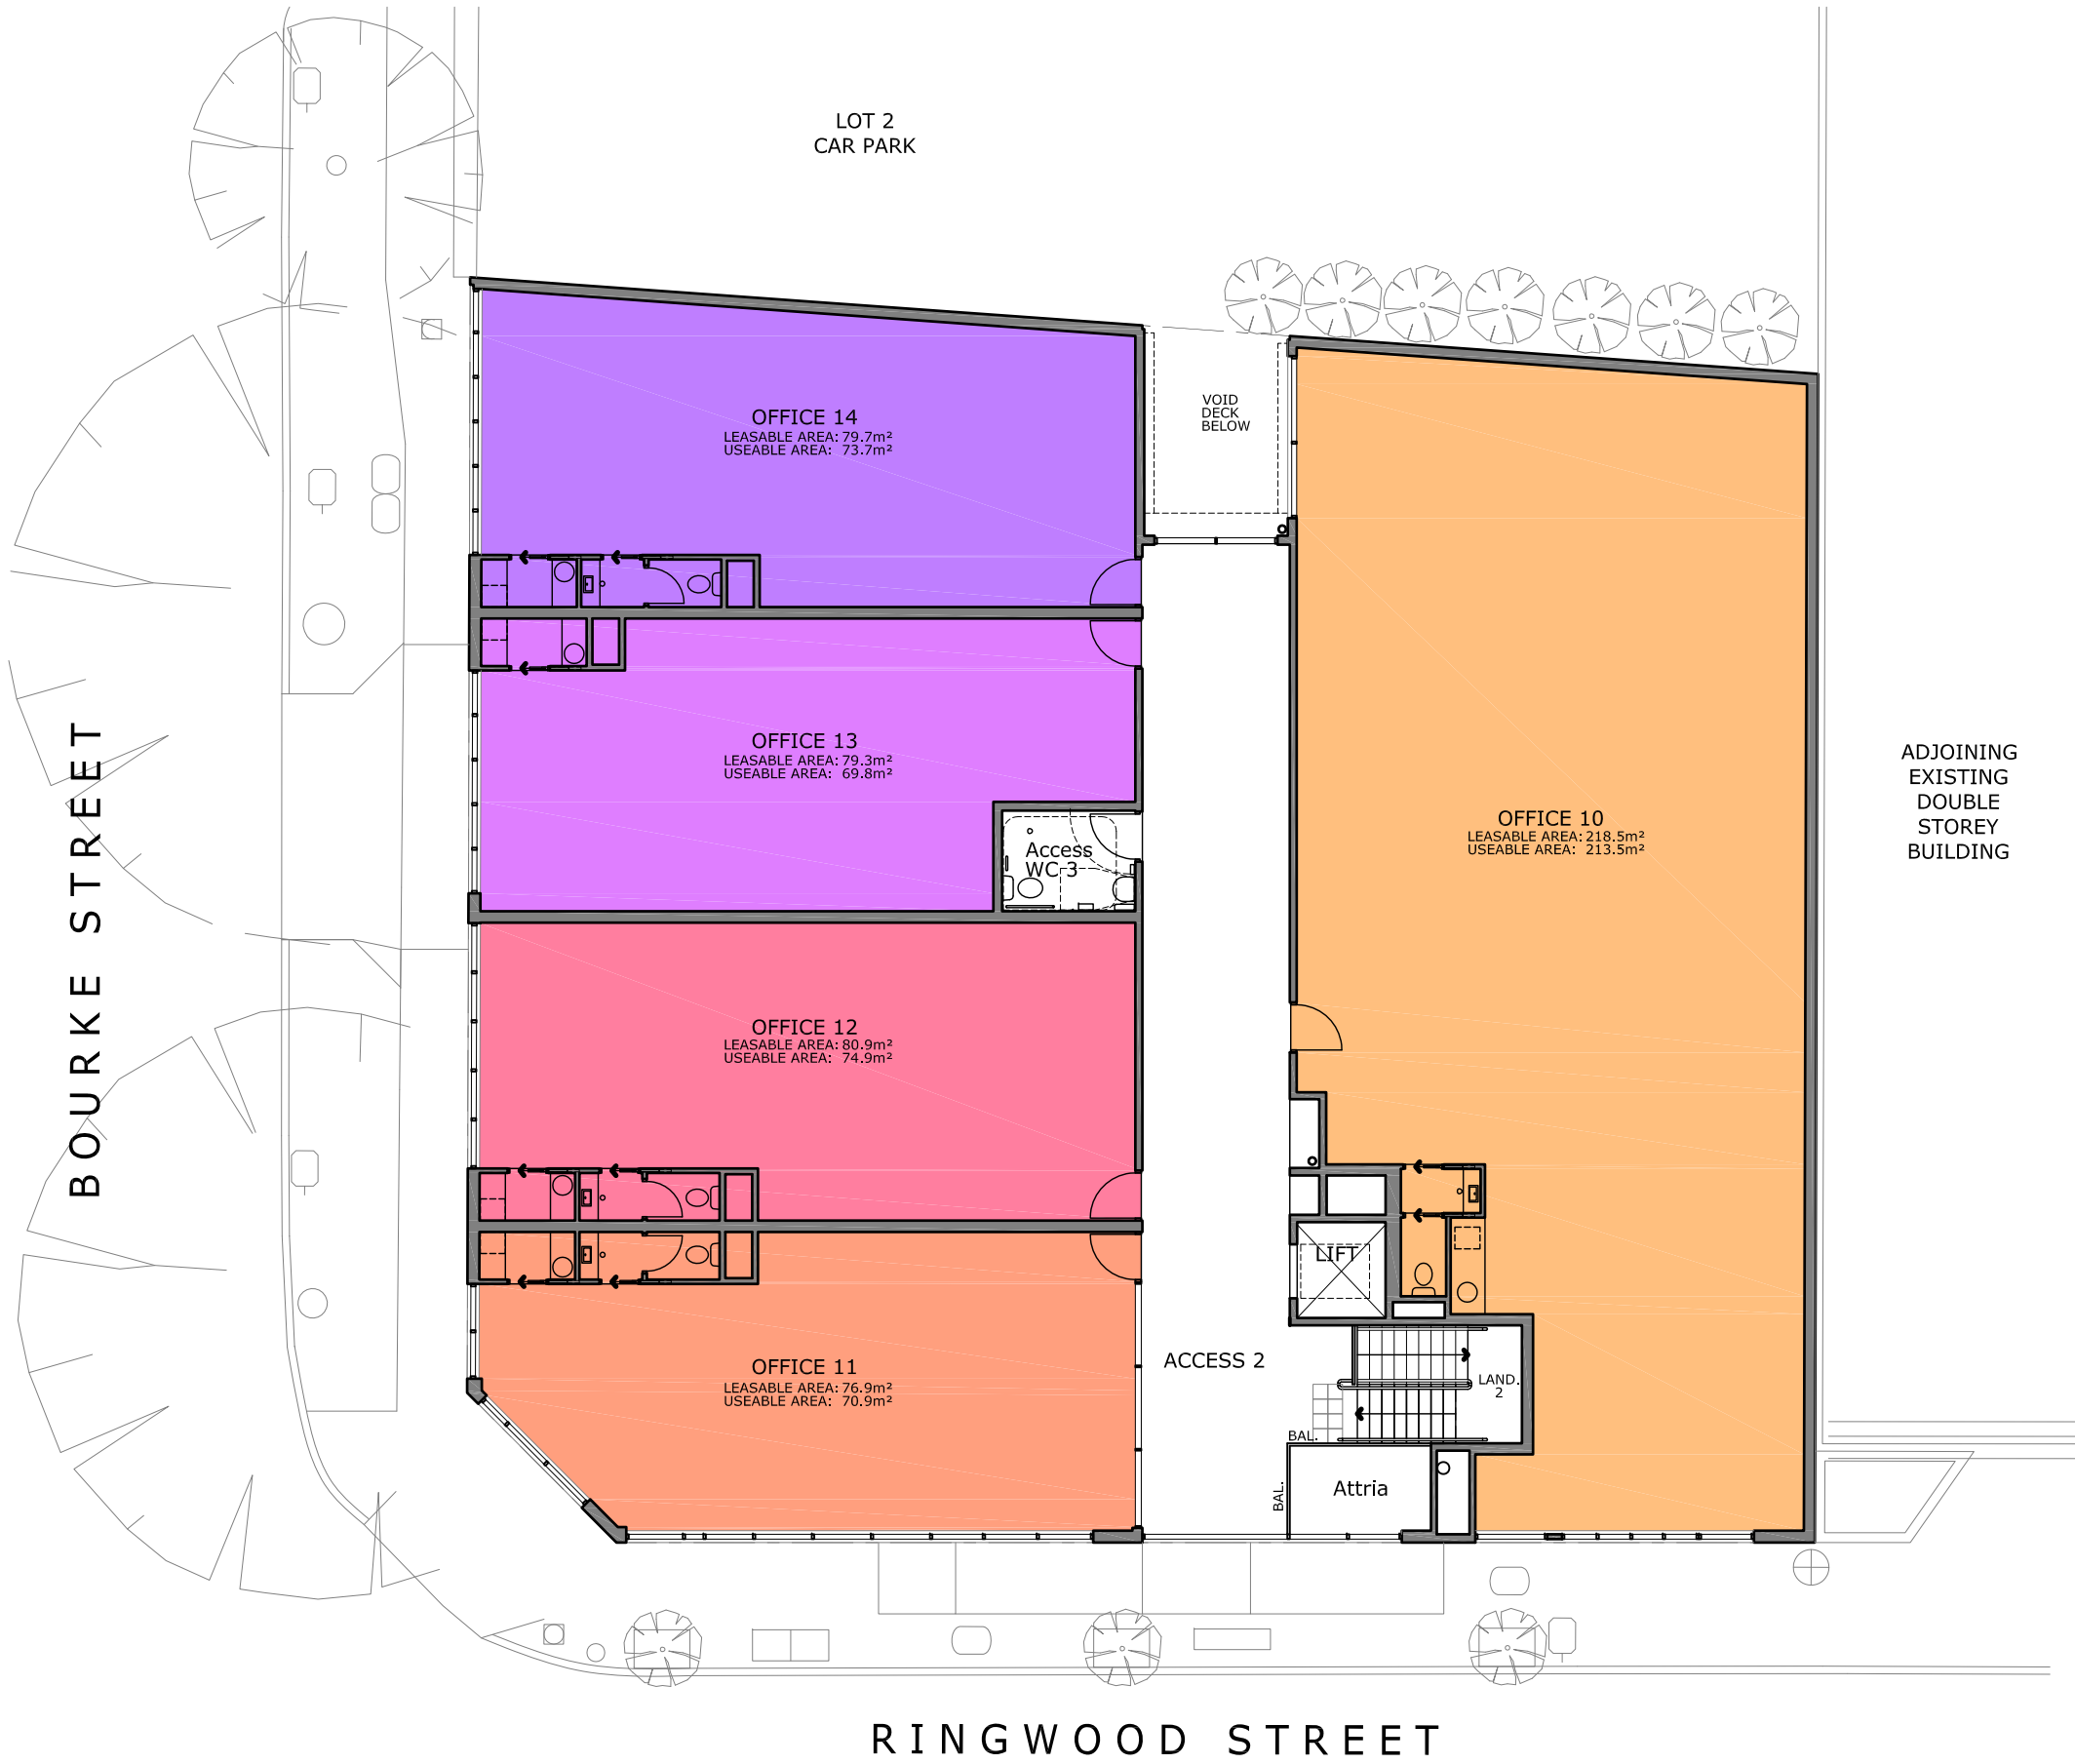 LOT 2
CAR PARK
VOID
DECK
BELOW
OFFICE 14
LEASABLE AREA: 79.7m²
USEABLE AREA: 73.7m²
OFFICE 13
LEASABLE AREA: 79.3m²
USEABLE AREA: 69.8m²
Access
WC 3
OFFICE 10
LEASABLE AREA: 218.5m²
USEABLE AREA: 213.5m²
ADJOINING
EXISTING
DOUBLE
STOREY
BUILDING
BOURKE STREET
OFFICE 12
LEASABLE AREA: 80.9m²
USEABLE AREA: 74.9m²
LIFT
OFFICE 11
LEASABLE AREA: 76.9m²
USEABLE AREA: 70.9m²
ACCESS 2
LAND.
2
BAL.
BAL.
Attria
RINGWOOD STREET